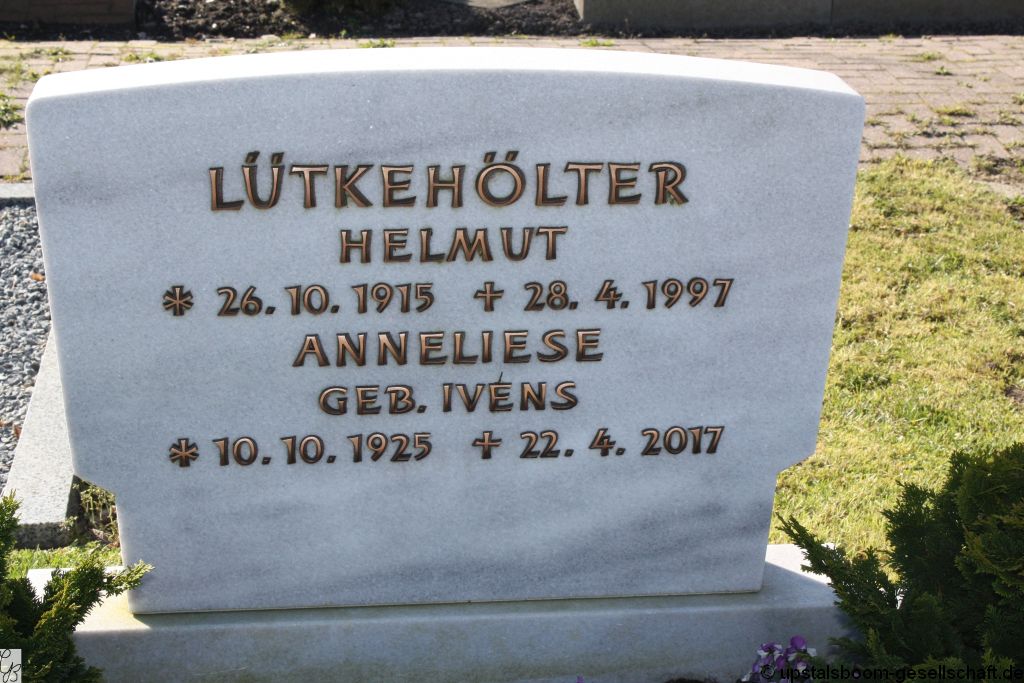 LÜTKEHÖLTER
HELMUT
* 26.10.1915 + 28.4.1997
ANNELIESE
GEB. IVÉNS
* 10.10.1925 + 22.4.2017
© upstalsboom-gesellschaft.de